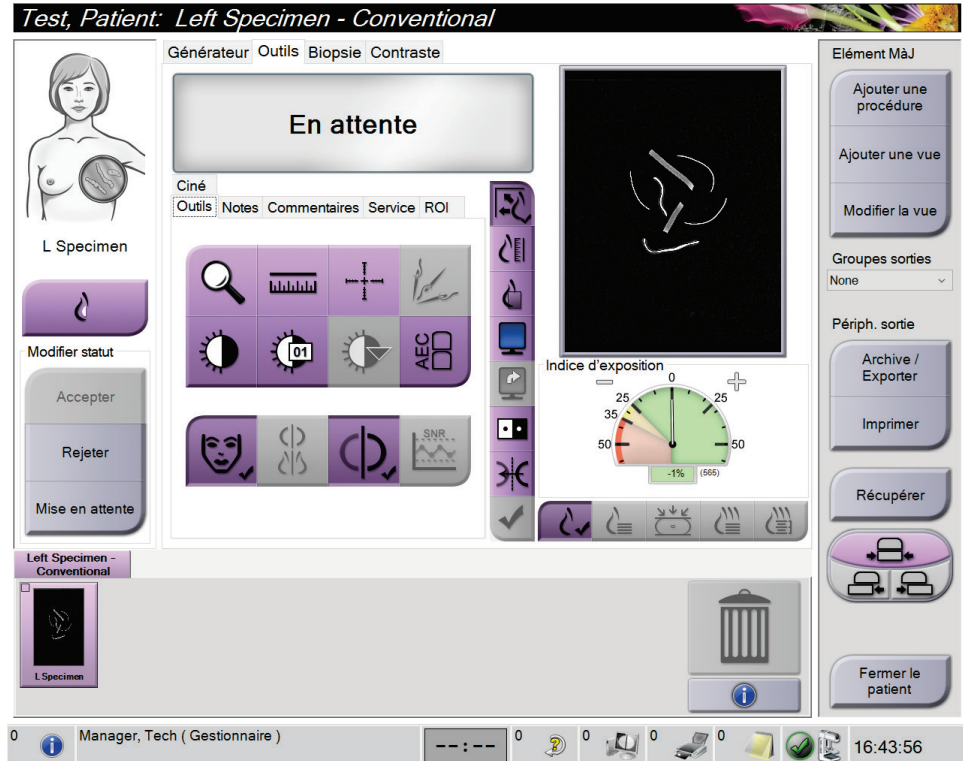 Test, Patient: Left Specimen - Conventional
Générateur Outils Biopsie Contraste
En attente
Ciné
Outils Notes Commentaires Service ROI
01
AEC
SNR
L Specimen
Modifier statut
Accepter
Rejeter
Mise en attente
Indice d'exposition
0
25 25
35
50 50
-1% (565)
Elément MàJ
Ajouter une
procédure
Ajouter une vue
Modifier la vue
Groupes sorties
None
Périph. sortie
Archive /
Exporter
Imprimer
Récupérer
Fermer le
patient
Left Specimen -
Conventional
L Specimen
0 Manager, Tech ( Gestionnaire ) --:-- 0 0 0 0 16:43:56